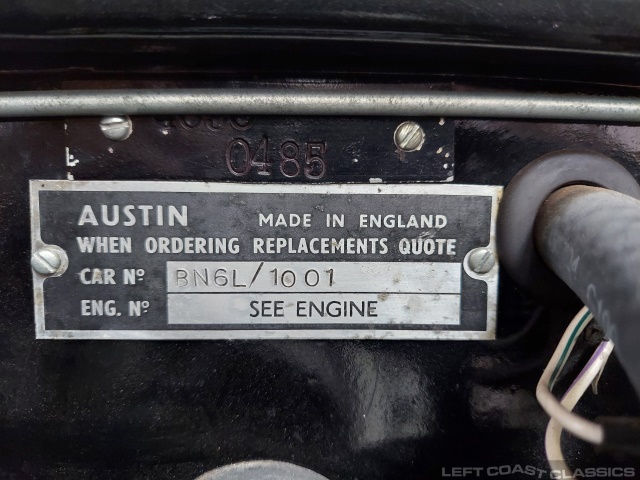 0485
AUSTIN MADE IN ENGLAND
WHEN ORDERING REPLACEMENTS QUOTE
CAR Nº BN6L/1001
ENG. Nº SEE ENGINE
LEFT COAST CLASSICS